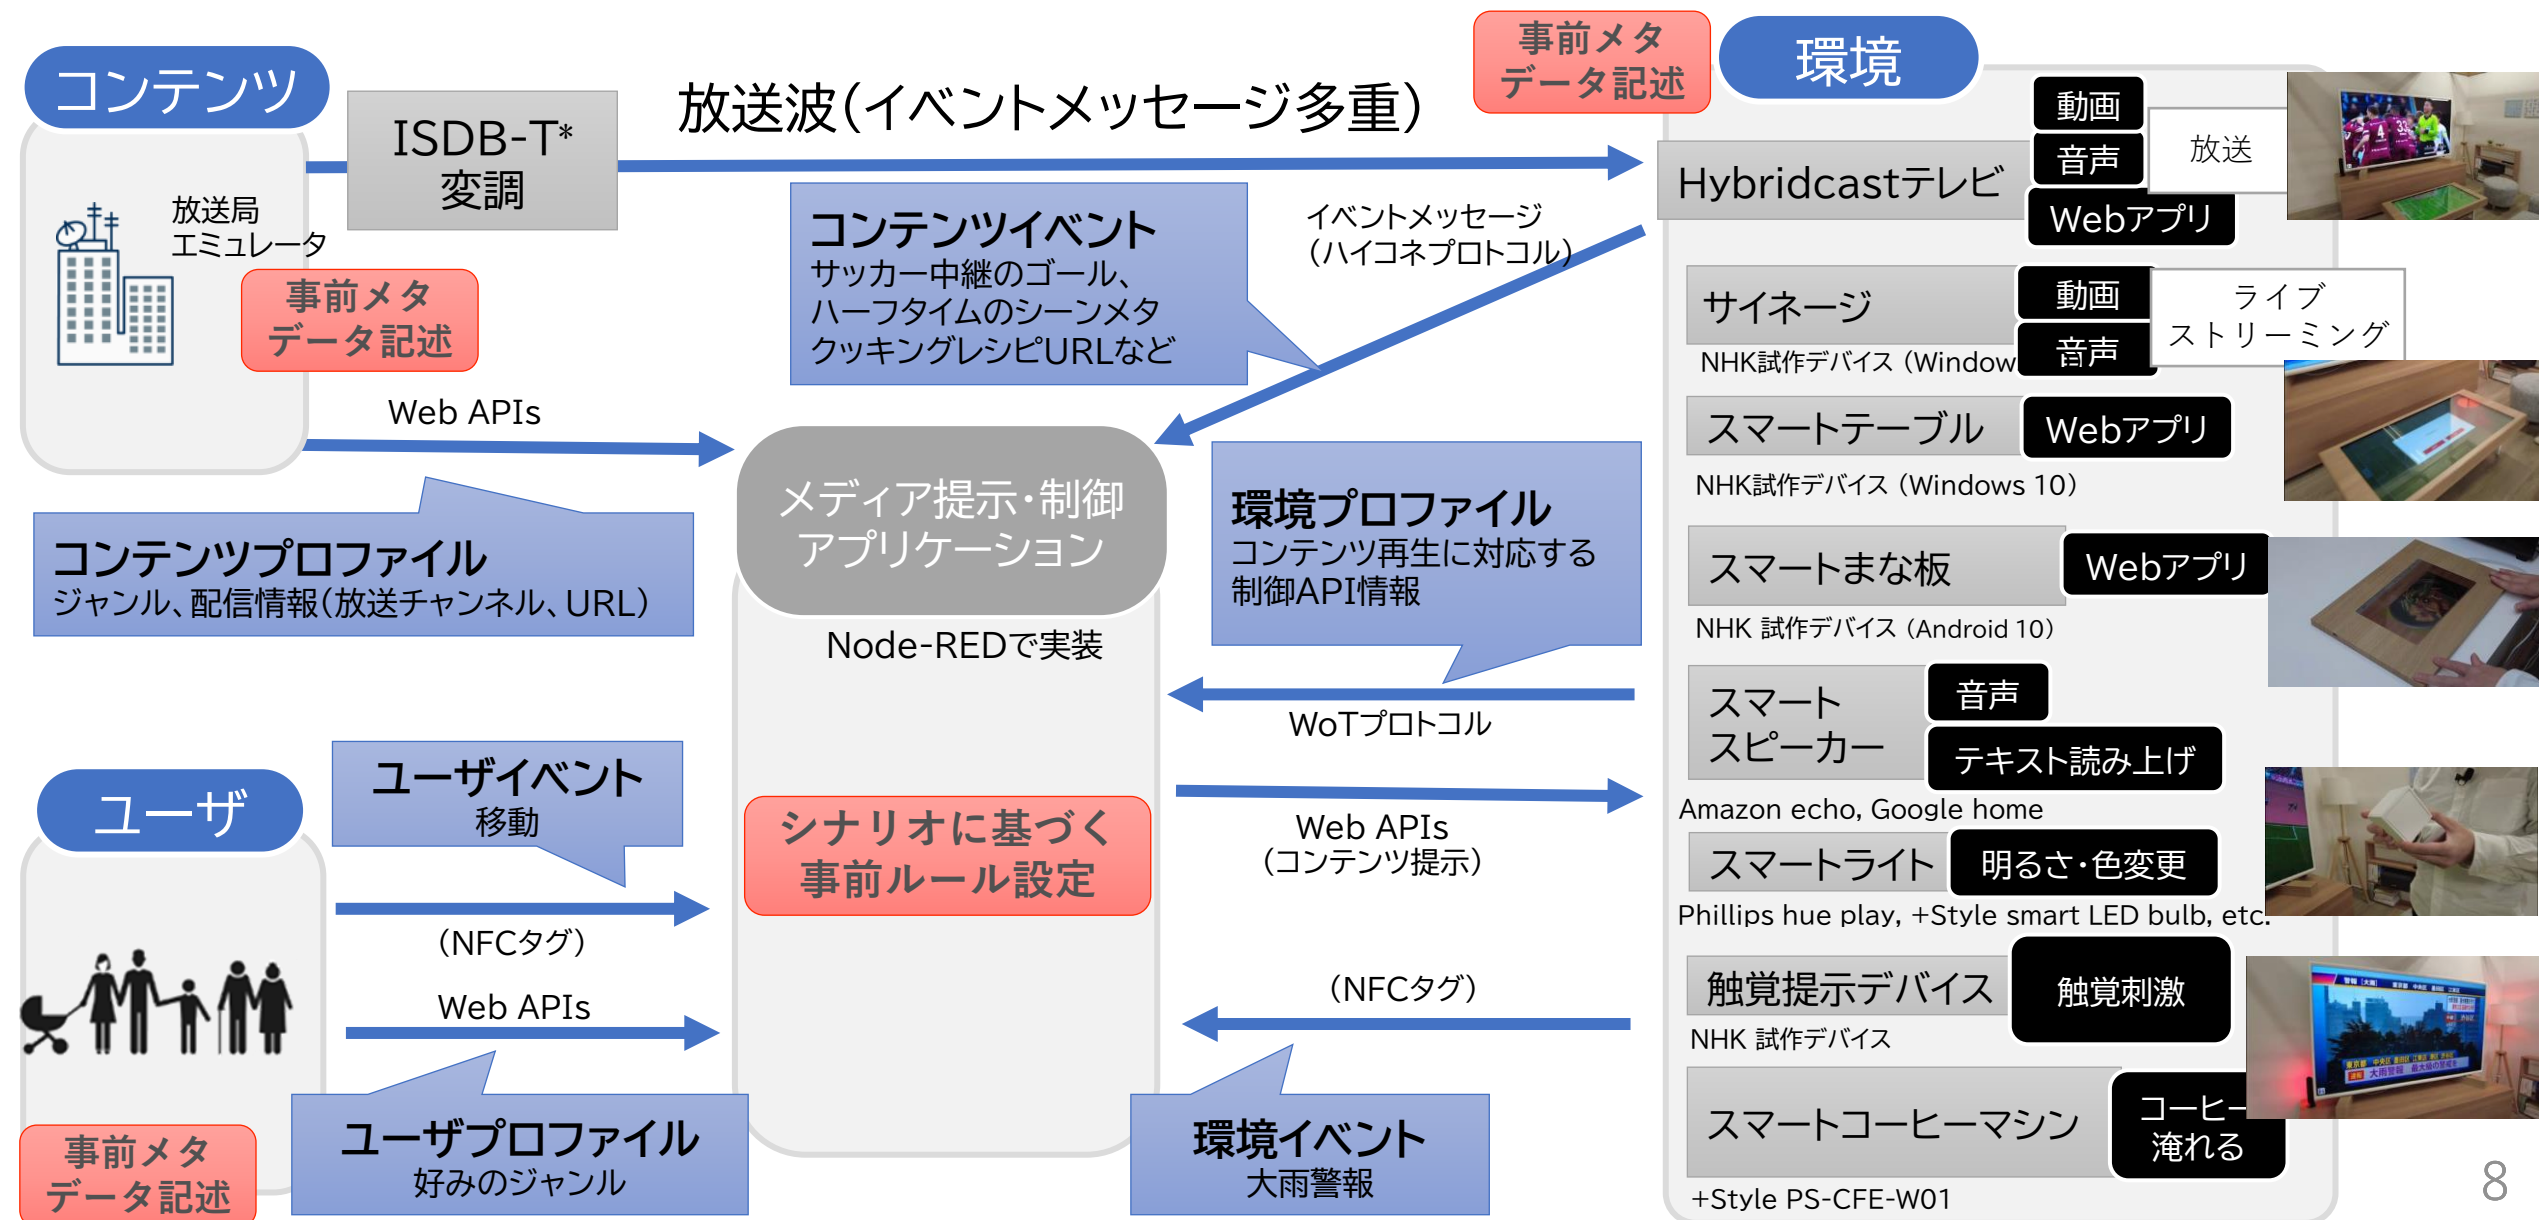 コンテンツ
放送局
エミュレータ
事前メタ
データ記述
ISDB-T*
変調
放送波(イベントメッセージ多重)
コンテンツイベント
サッカー中継のゴール、
ハーフタイムのシーンメタ
クッキングレシピURLなど
イベントメッセージ
(ハイコネプロトコル)
Web APIs
コンテンツプロファイル
ジャンル、配信情報(放送チャンネル、URL)
メディア提示・制御
アプリケーション
Node-REDで実装
シナリオに基づく
事前ルール設定
環境プロファイル
コンテンツ再生に対応する
制御API情報
WoTプロトコル
Web APIs
(コンテンツ提示)
(NFCタグ)
環境イベント
大雨警報
ユーザ
ユーザイベント
移動
(NFCタグ)
Web APIs
ユーザプロファイル
好みのジャンル
事前メタ
データ記述
事前メタ
データ記述
環境
Hybridcastテレビ
動画
音声
Webアプリ
放送
サイネージ
動画
音声
ライブ
ストリーミング
NHK試作デバイス (Window
スマートテーブル
Webアプリ
NHK試作デバイス (Windows 10)
スマートまな板
Webアプリ
NHK 試作デバイス (Android 10)
スマート
スピーカー
音声
テキスト読み上げ
Amazon echo, Google home
スマートライト
明るさ・色変更
Phillips hue play, +Style smart LED bulb, etc.
触覚提示デバイス
触覚刺激
NHK 試作デバイス
スマートコーヒーマシン
コーヒー
淹れる
+Style PS-CFE-W01
大雨警報
8